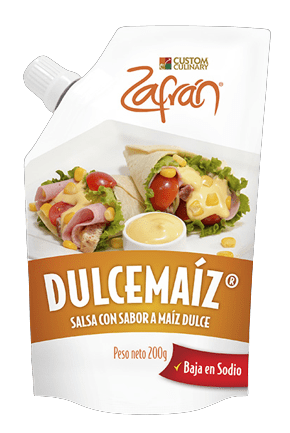 CUSTOM
CULINARY
Zafrán®
DULCEMAÍZ®
SALSA CON SABOR A MAÍZ DULCE
Peso neto 200g
Baja en Sodio